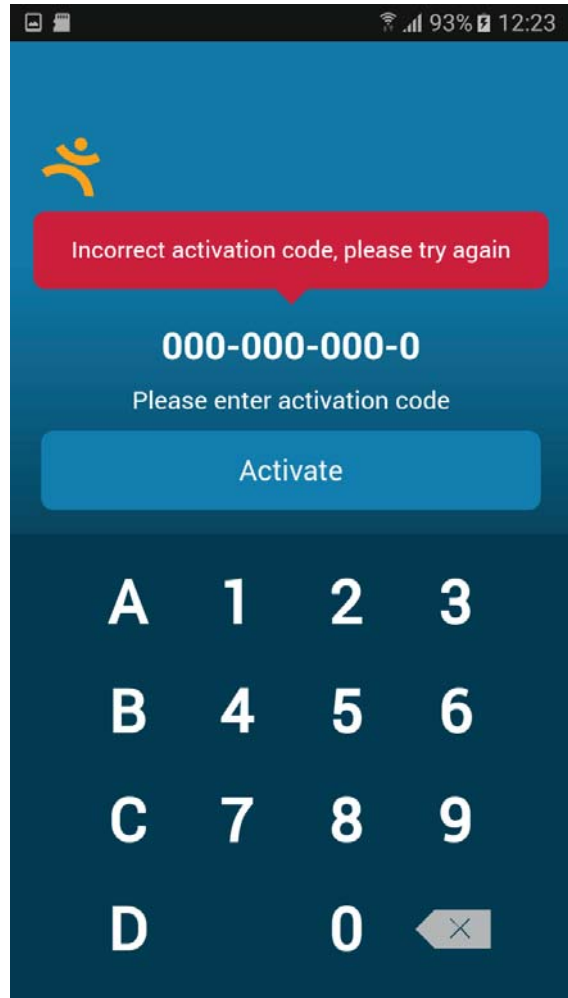 93% 12:23
Incorrect activation code, please try again
000-000-000-0
Please enter activation code
Activate
A 1 2 3
B 4 5 6
C 7 8 9
D 0